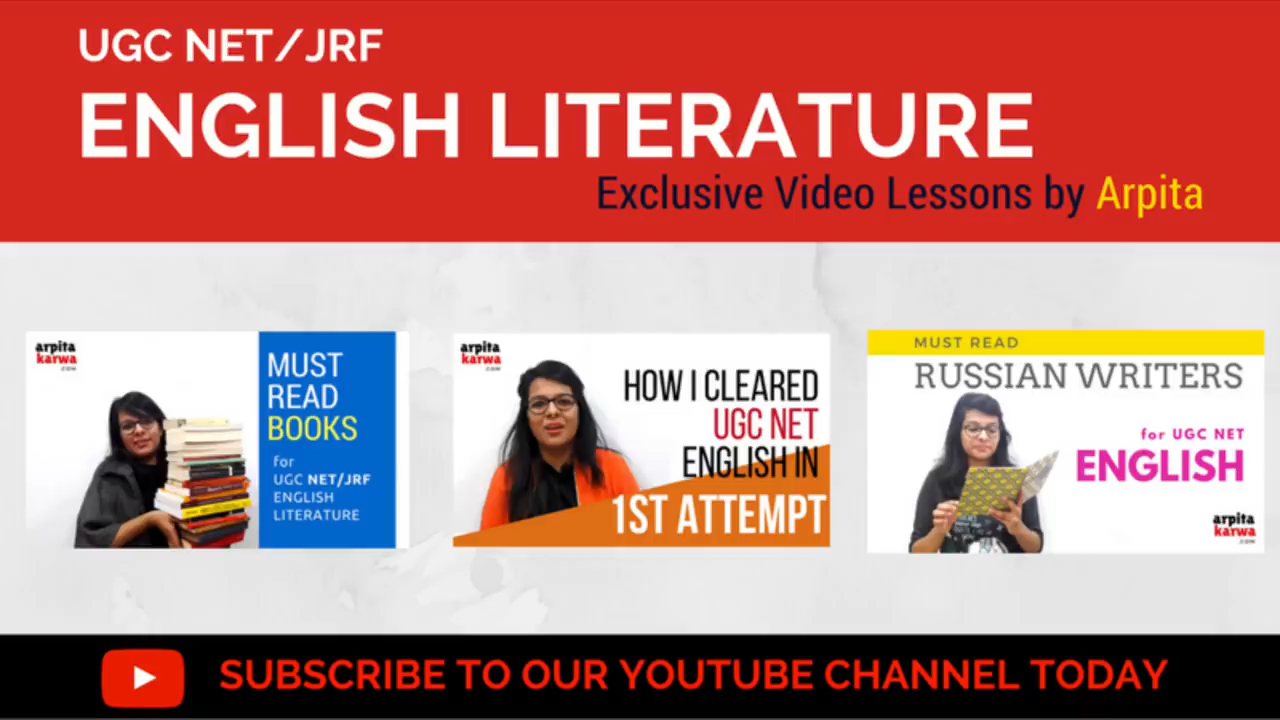 UGC NET/JRF
ENGLISH LITERATURE
Exclusive Video Lessons by Arpita
arpita
karwa
.COM
MUST
READ
BOOKS
for
UGC NET/JRF
ENGLISH
LITERATURE
arpita
karwa
.COM
HOW I CLEARED
UGC NET
ENGLISH IN
1ST ATTEMPT
MUST READ
RUSSIAN WRITERS
for UGC NET
ENGLISH
arpita
karwa
.COM
SUBSCRIBE TO OUR YOUTUBE CHANNEL TODAY